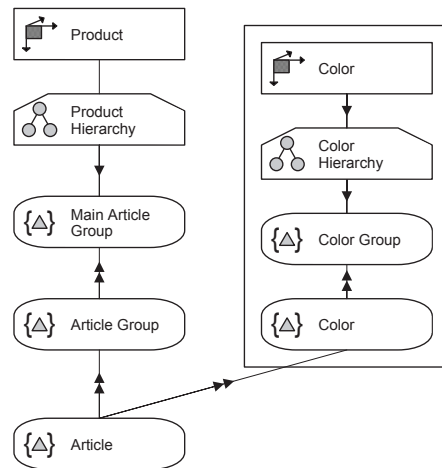 Product
Product
Hierarchy
Main Article
Group
Article Group
Article
Color
Color
Hierarchy
Color Group
Color